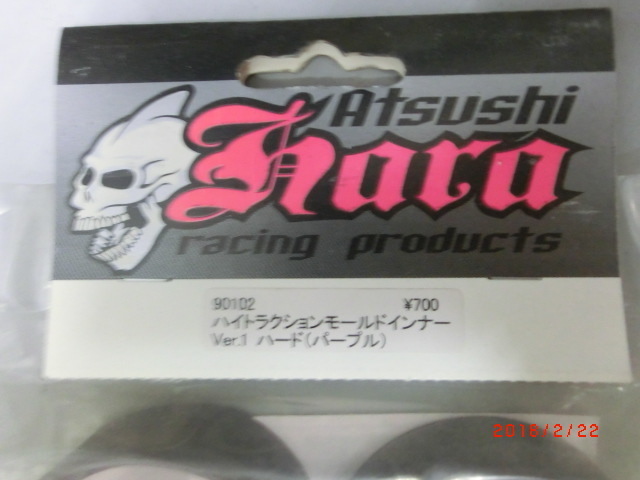 Atsushi
Hara
racing products
90102 ¥700
ハイトラクションモールドインナー
Ver.1 ハード(パープル)
2018/2/22